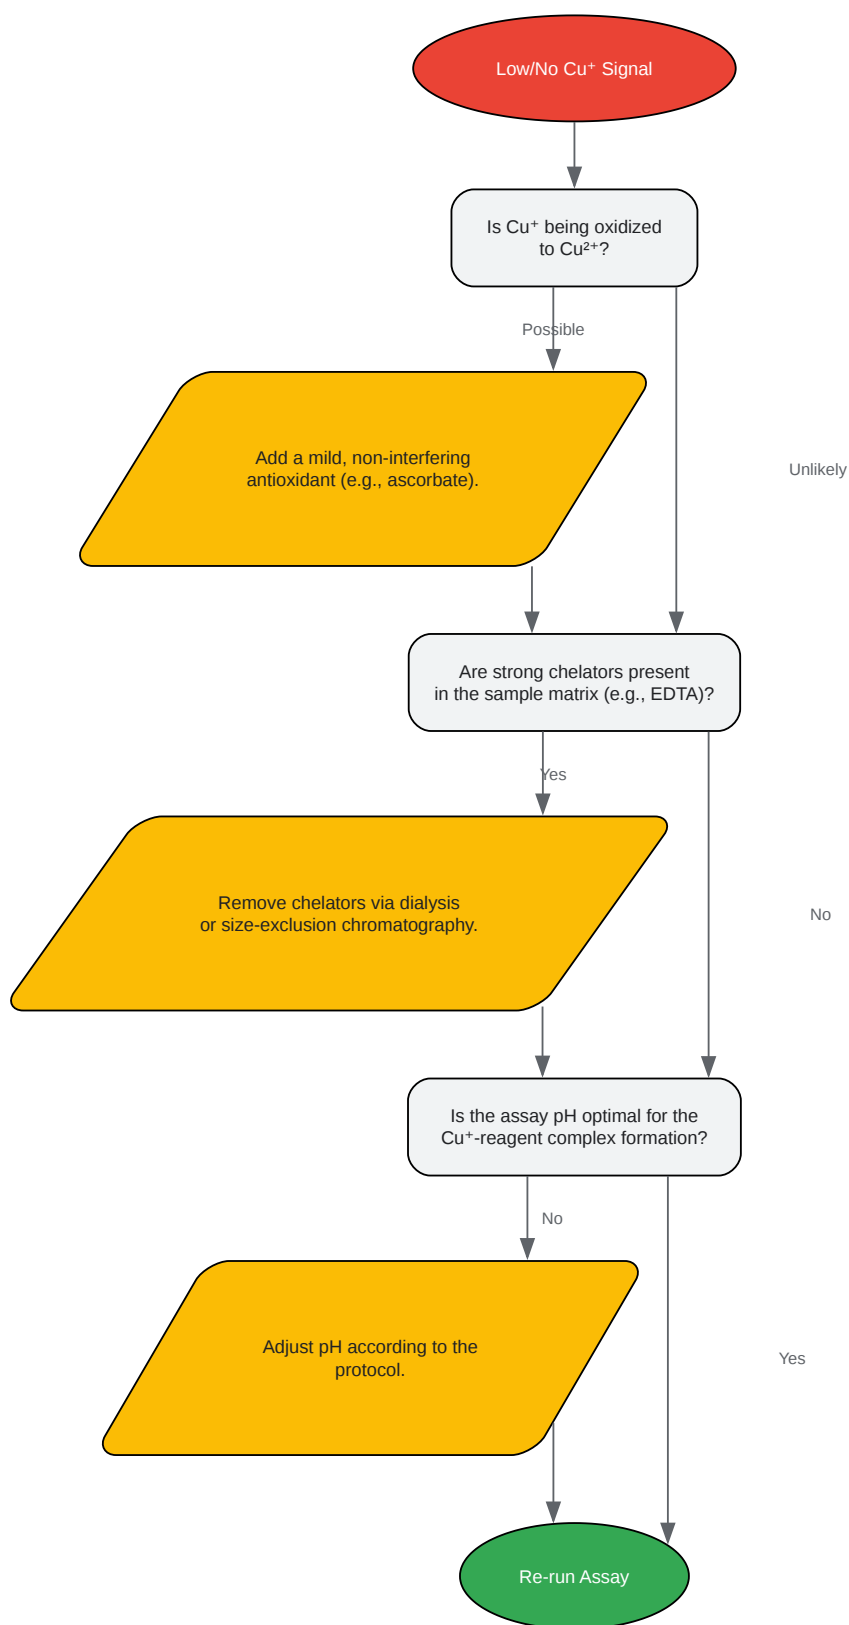 Low/No Cu⁺ Signal
Is Cu⁺ being oxidized
to Cu²⁺?
Possible
Add a mild, non-interfering
antioxidant (e.g., ascorbate).
Unlikely
Are strong chelators present
in the sample matrix (e.g., EDTA)?
Yes
Remove chelators via dialysis
or size-exclusion chromatography.
No
Is the assay pH optimal for the
Cu⁺-reagent complex formation?
No
Adjust pH according to the
protocol.
Yes
Re-run Assay